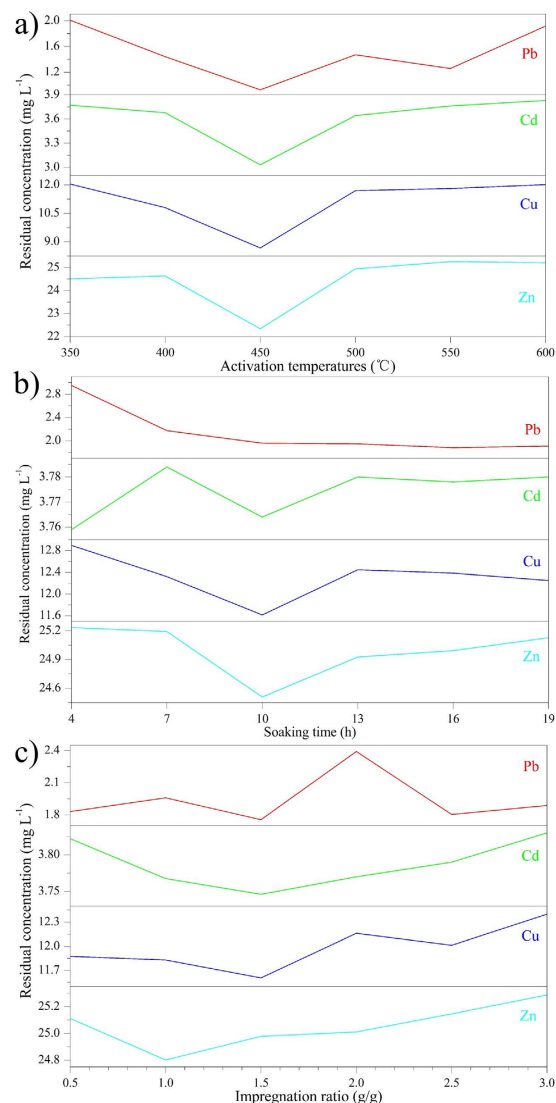 a)
Residual concentration (mg L⁻¹)
2.0
1.6
1.2
Pb
3.9
3.6
3.3
3.0
Cd
12.0
10.5
9.0
Cu
25
24
23
22
Zn
350 400 450 500 550 600
Activation temperatures (℃)
b)
Residual concentration (mg L⁻¹)
2.8
2.4
2.0
Pb
3.78
3.77
3.76
Cd
12.8
12.4
12.0
11.6
Cu
25.2
24.9
24.6
Zn
4 7 10 13 16 19
Soaking time (h)
c)
Residual concentration (mg L⁻¹)
2.4
2.1
1.8
Pb
3.80
3.75
Cd
12.3
12.0
11.7
Cu
25.2
25.0
24.8
Zn
0.5 1.0 1.5 2.0 2.5 3.0
Impregnation ratio (g/g)